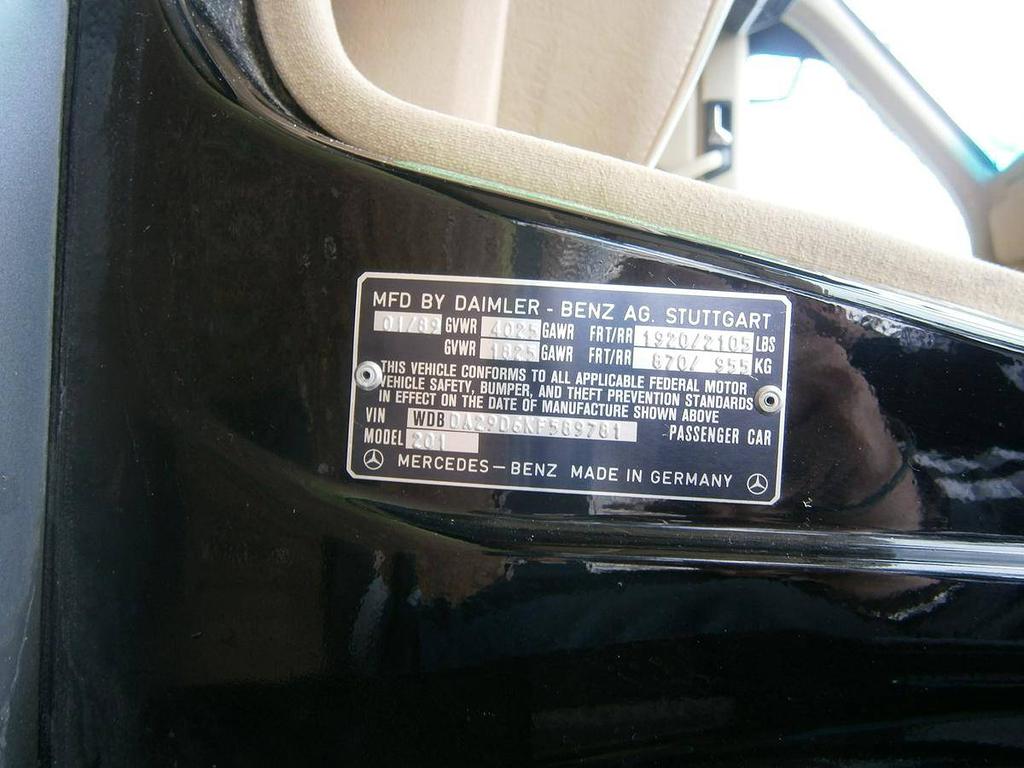 MFD BY DAIMLER - BENZ AG. STUTTGART
01/89 GVWR 4025 GAWR FRT/RR 1920/2105 LBS
GVWR 1825 GAWR FRT/RR 870/ 955 KG
THIS VEHICLE CONFORMS TO ALL APPLICABLE FEDERAL MOTOR
VEHICLE SAFETY, BUMPER, AND THEFT PREVENTION STANDARDS
IN EFFECT ON THE DATE OF MANUFACTURE SHOWN ABOVE
VIN WDBDA29D6KF589781 PASSENGER CAR
MODEL 201
MERCEDES-BENZ MADE IN GERMANY